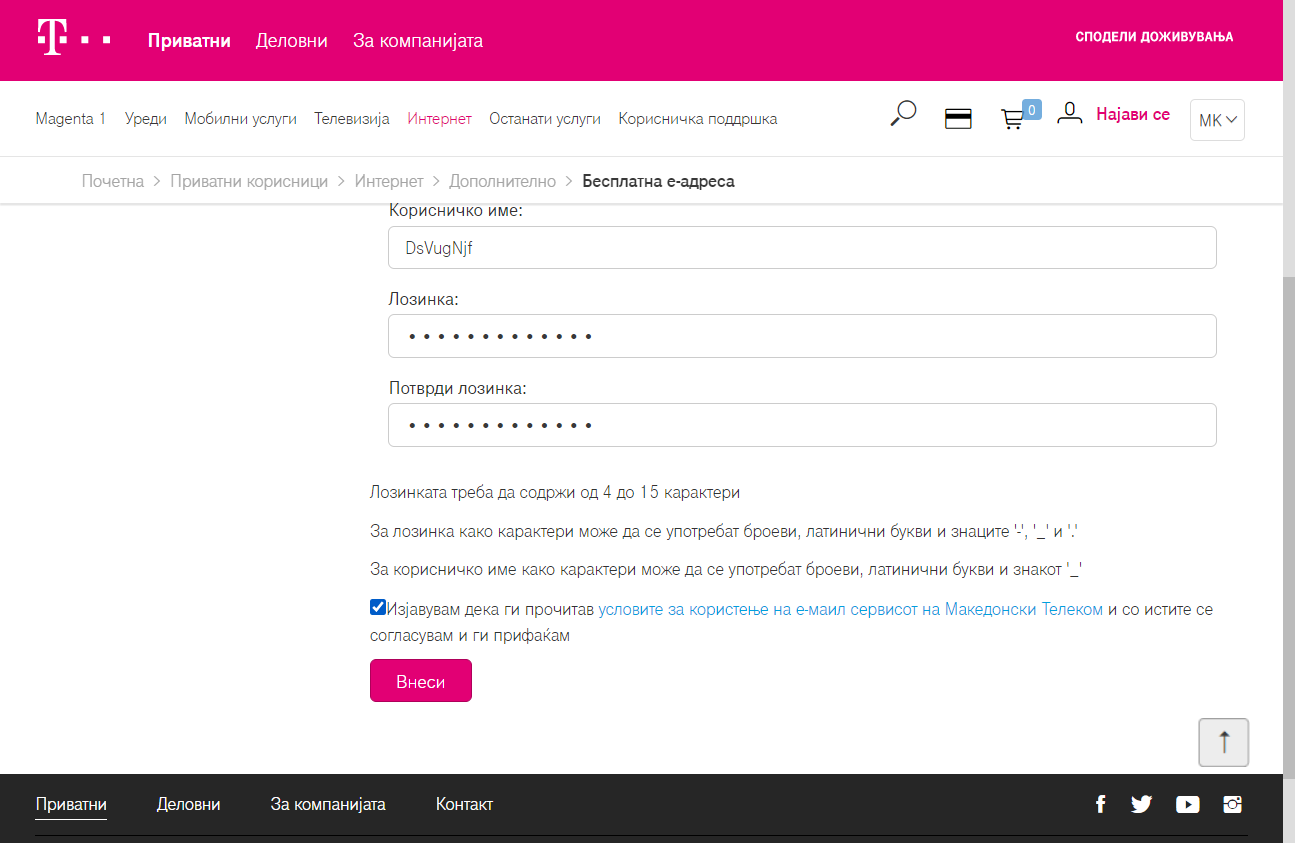 T
Приватни Деловни За компанијата СПОДЕЛИ ДОЖИВУВАЊА
Magenta 1 Уреди Мобилни услуги Телевизија Интернет Останати услуги Корисничка поддршка 0 Најави се МК
Почетна > Приватни корисници > Интернет > Дополнително > Бесплатна е-адреса
Корисничко име:
DsVugNjf
Лозинка:
•••••••••••••
Потврди лозинка:
•••••••••••••
Лозинката треба да содржи од 4 до 15 карактери
За лозинка како карактери може да се употребат броеви, латинични букви и знаците '-', '_' и '.'
За корисничко име како карактери може да се употребат броеви, латинични букви и знакот '_'
Изјавувам дека ги прочитав условите за користење на е-маил сервисот на Македонски Телеком и со истите се
согласувам и ги прифаќам
Внеси
Приватни Деловни За компанијата Контакт